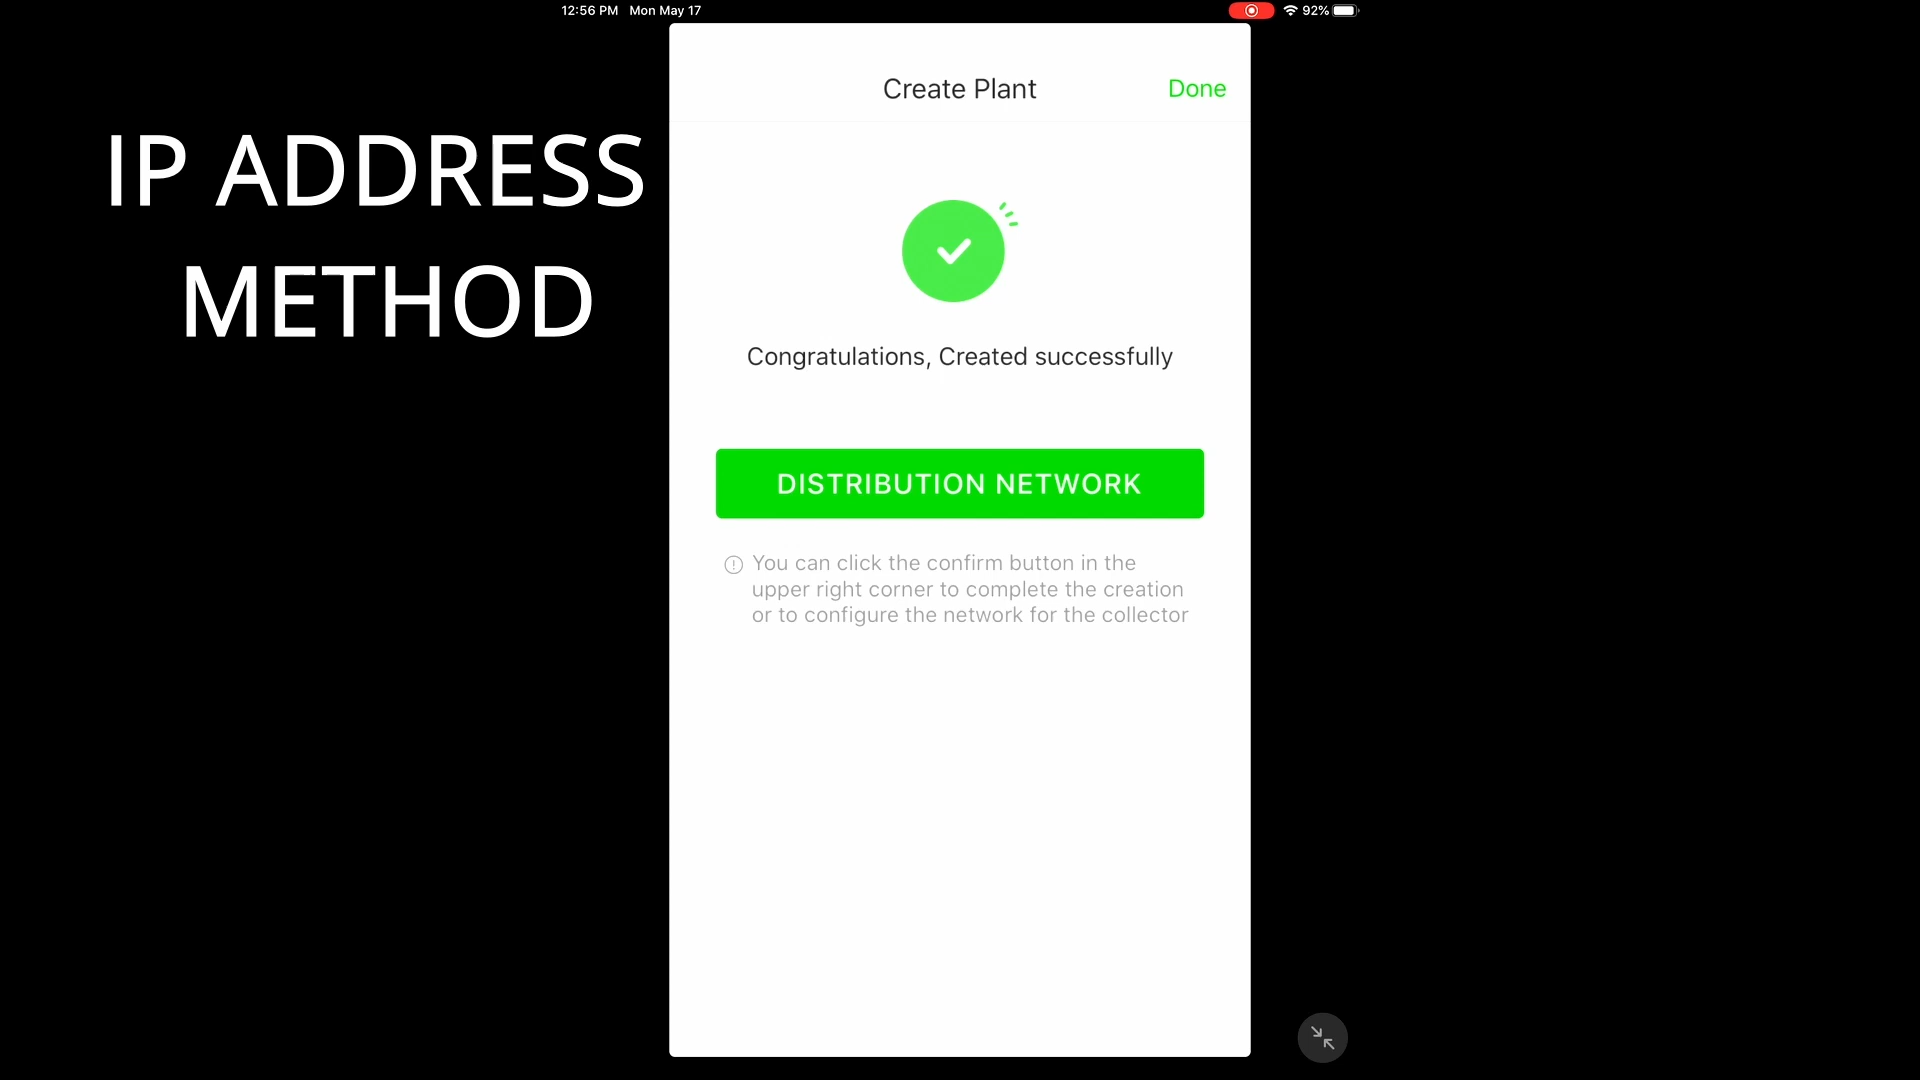 12:56 PM Mon May 17
92%
Create Plant
Done
IP ADDRESS
METHOD
Congratulations, Created successfully
DISTRIBUTION NETWORK
You can click the confirm button in the
upper right corner to complete the creation
or to configure the network for the collector